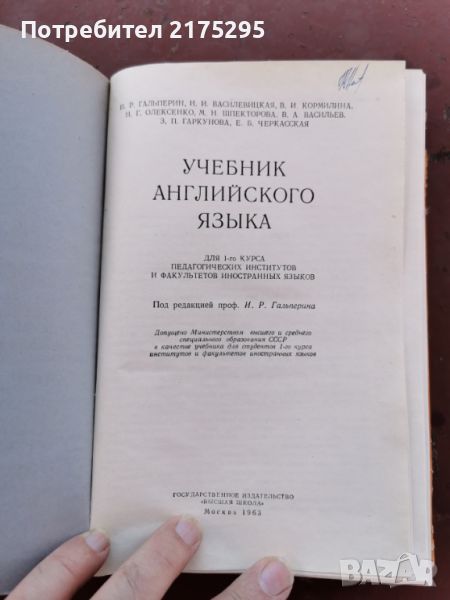 Потребител 2175295
И. Р. ГАЛЬПЕРИН, И. И. ВАСИЛЕВИЦКАЯ, В. И. КОРМИЛИНА,
Н. Г. ОЛЕКСЕНКО, М. Н. ШПЕКТОРОВА, В. А. ВАСИЛЬЕВ,
З. П. ГАРКУНОВА, Е. Б. ЧЕРКАССКАЯ
УЧЕБНИК
АНГЛИЙСКОГО
ЯЗЫКА
ДЛЯ 1-го КУРСА
ПЕДАГОГИЧЕСКИХ ИНСТИТУТОВ
И ФАКУЛЬТЕТОВ ИНОСТРАННЫХ ЯЗЫКОВ
Под редакцией проф. И. Р. Гальперина
Допущено Министерством высшего и среднего
специального образования СССР
в качестве учебника для студентов 1-го курса
институтов и факультетов иностранных языков
ГОСУДАРСТВЕННОЕ ИЗДАТЕЛЬСТВО
«ВЫСШАЯ ШКОЛА»
Москва 1963
BAZAR